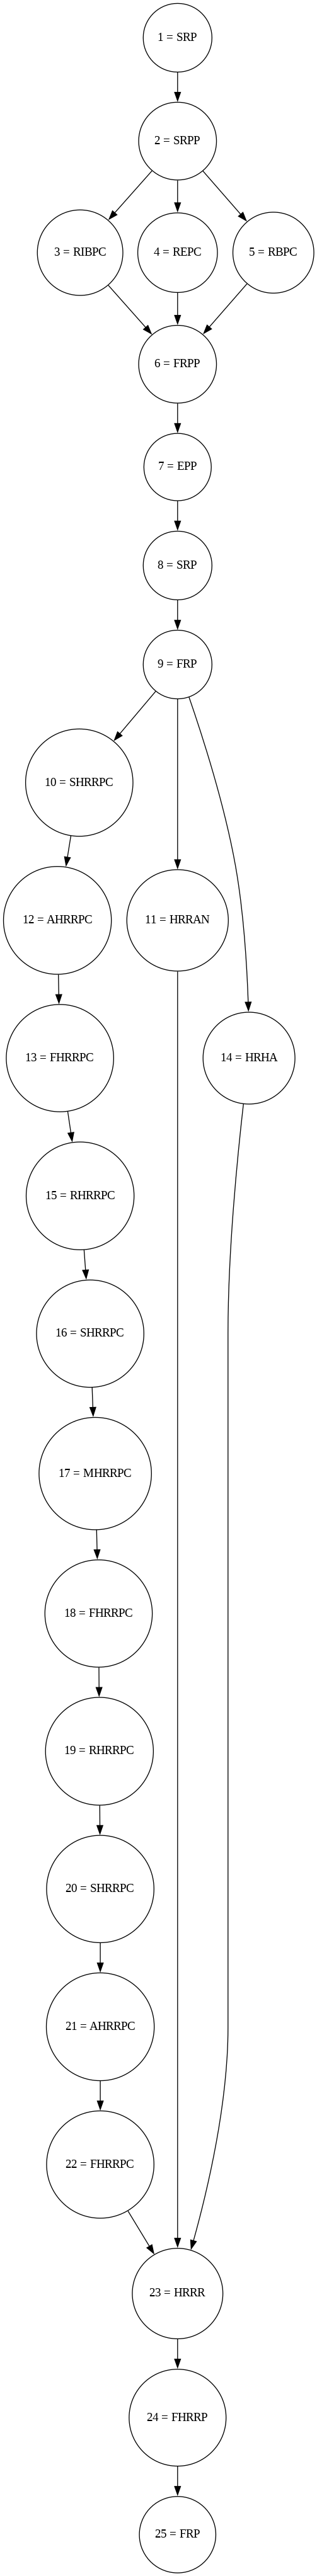 1 = SRP
2 = SRPP
3 = RIBPC
4 = REPC
5 = RBPC
6 = FRPP
7 = EPP
8 = SRP
9 = FRP
10 = SHRRPC
12 = AHRRPC
11 = HRRAN
13 = FHRRPC
14 = HRHA
15 = RHRRPC
16 = SHRRPC
17 = MHRRPC
18 = FHRRPC
19 = RHRRPC
20 = SHRRPC
21 = AHRRPC
22 = FHRRPC
23 = HRRR
24 = FHRRP
25 = FRP